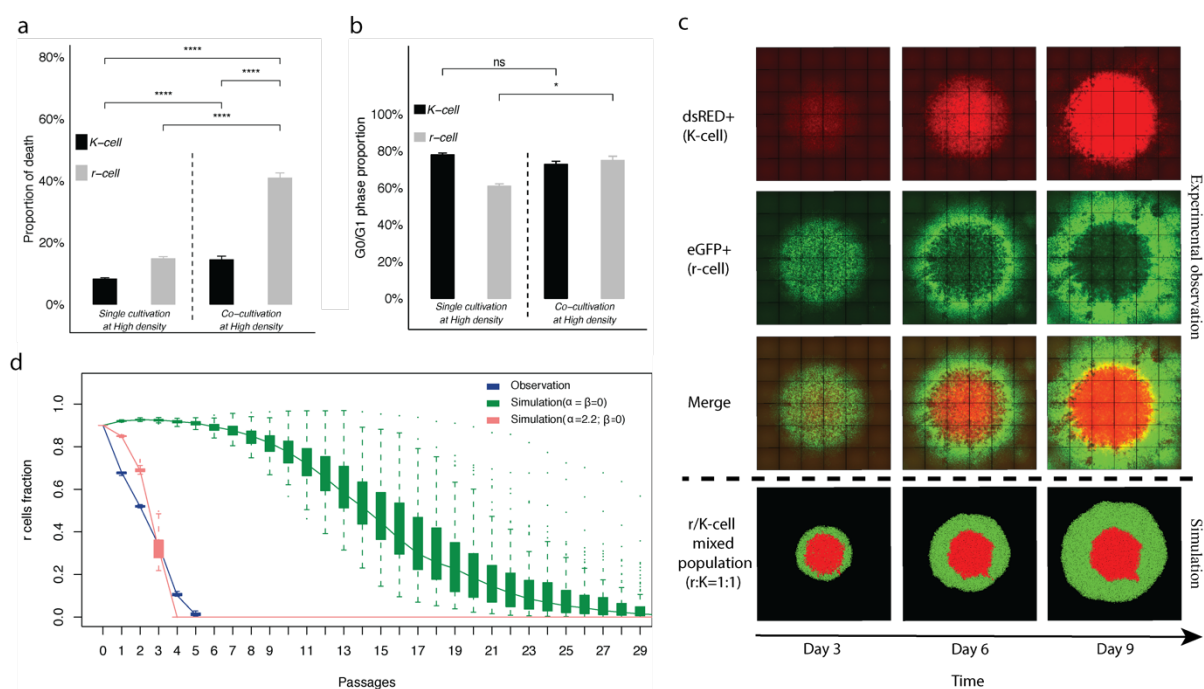 a
80%
60%
40%
20%
0%
Proportion of death
****
****
****
****
K-cell
r-cell
Single cultivation
at High density
Co-cultivation
at High density
b
100%
80%
60%
40%
20%
0%
G0/G1 phase proportion
ns
*
K-cell
r-cell
Single cultivation
at High density
Co-cultivation
at High density
c
dsRED+
(K-cell)
eGFP+
(r-cell)
Merge
r/K-cell
mixed
population
(r:K=1:1)
Experimental observation
Simulation
Day 3
Day 6
Day 9
Time
d
Observation
Simulation(α = β=0)
Simulation(α=2.2; β=0)
r cells fraction
1.0
0.8
0.6
0.4
0.2
0.0
0 1 2 3 4 5 6 7 8 9 11 13 15 17 19 21 23 25 27 29
Passages